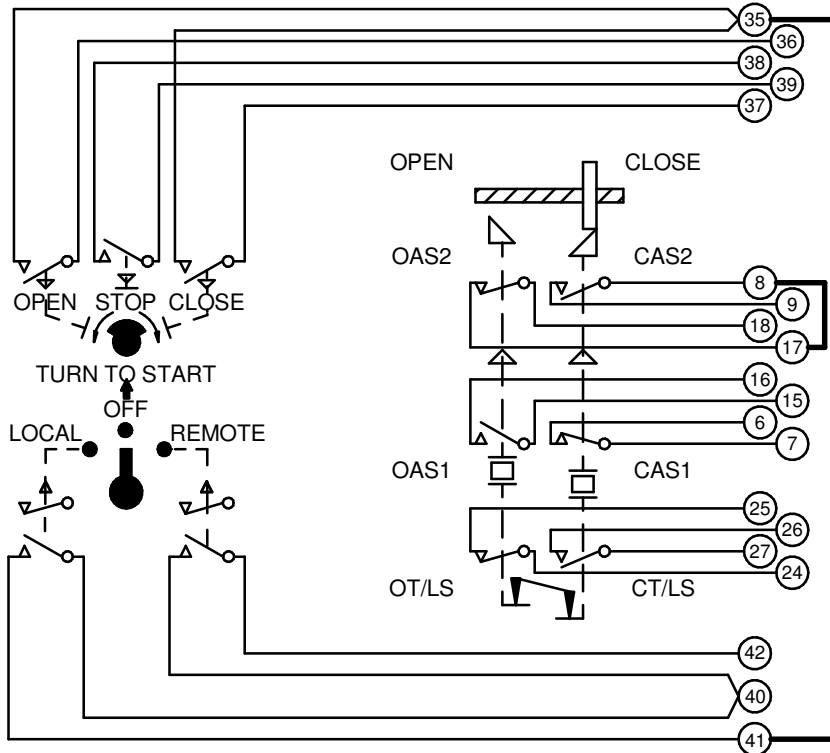 35
36
38
39
37
OPEN CLOSE
OAS2 CAS2
8
OPEN STOP CLOSE
9
18
17
TURN TO START
16
OFF
15
LOCAL REMOTE
6
7
OAS1 CAS1
25
26
27
24
OT/LS CT/LS
42
40
41